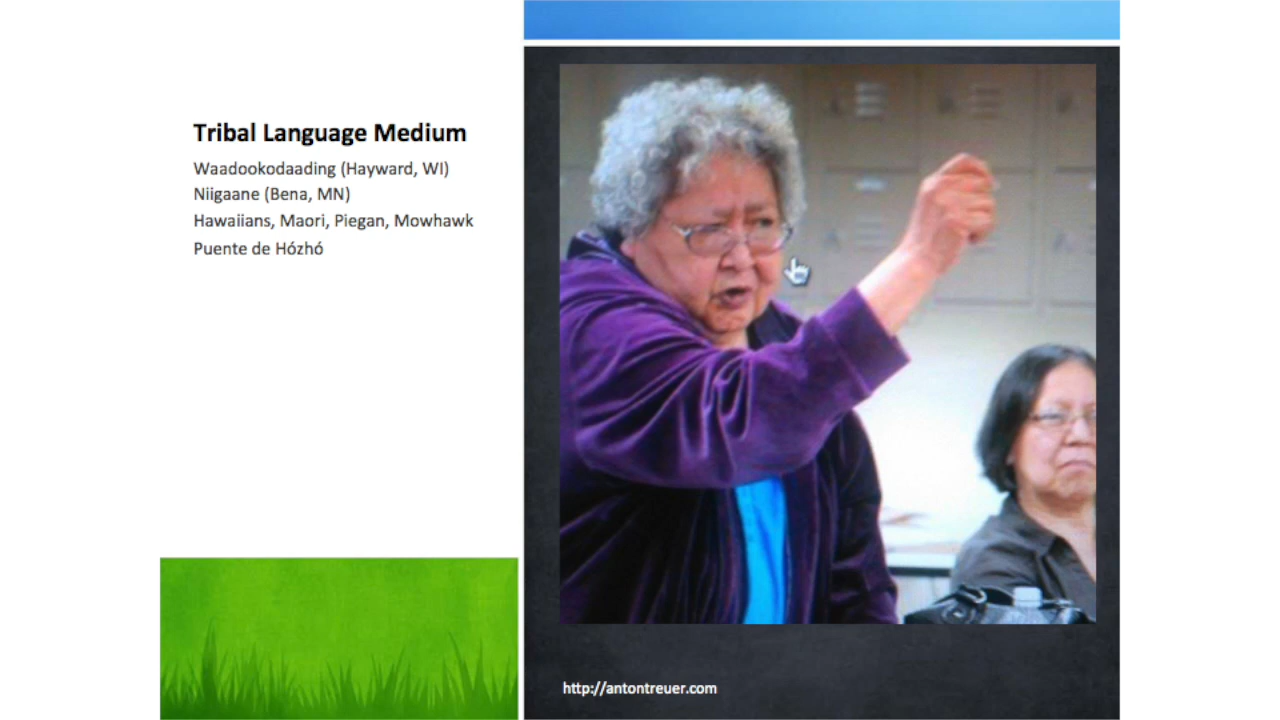 Tribal Language Medium
Waadookodaading (Hayward, WI)
Niigaane (Bena, MN)
Hawaiians, Maori, Piegan, Mowhawk
Puente de Hózhó
http://antontreuer.com